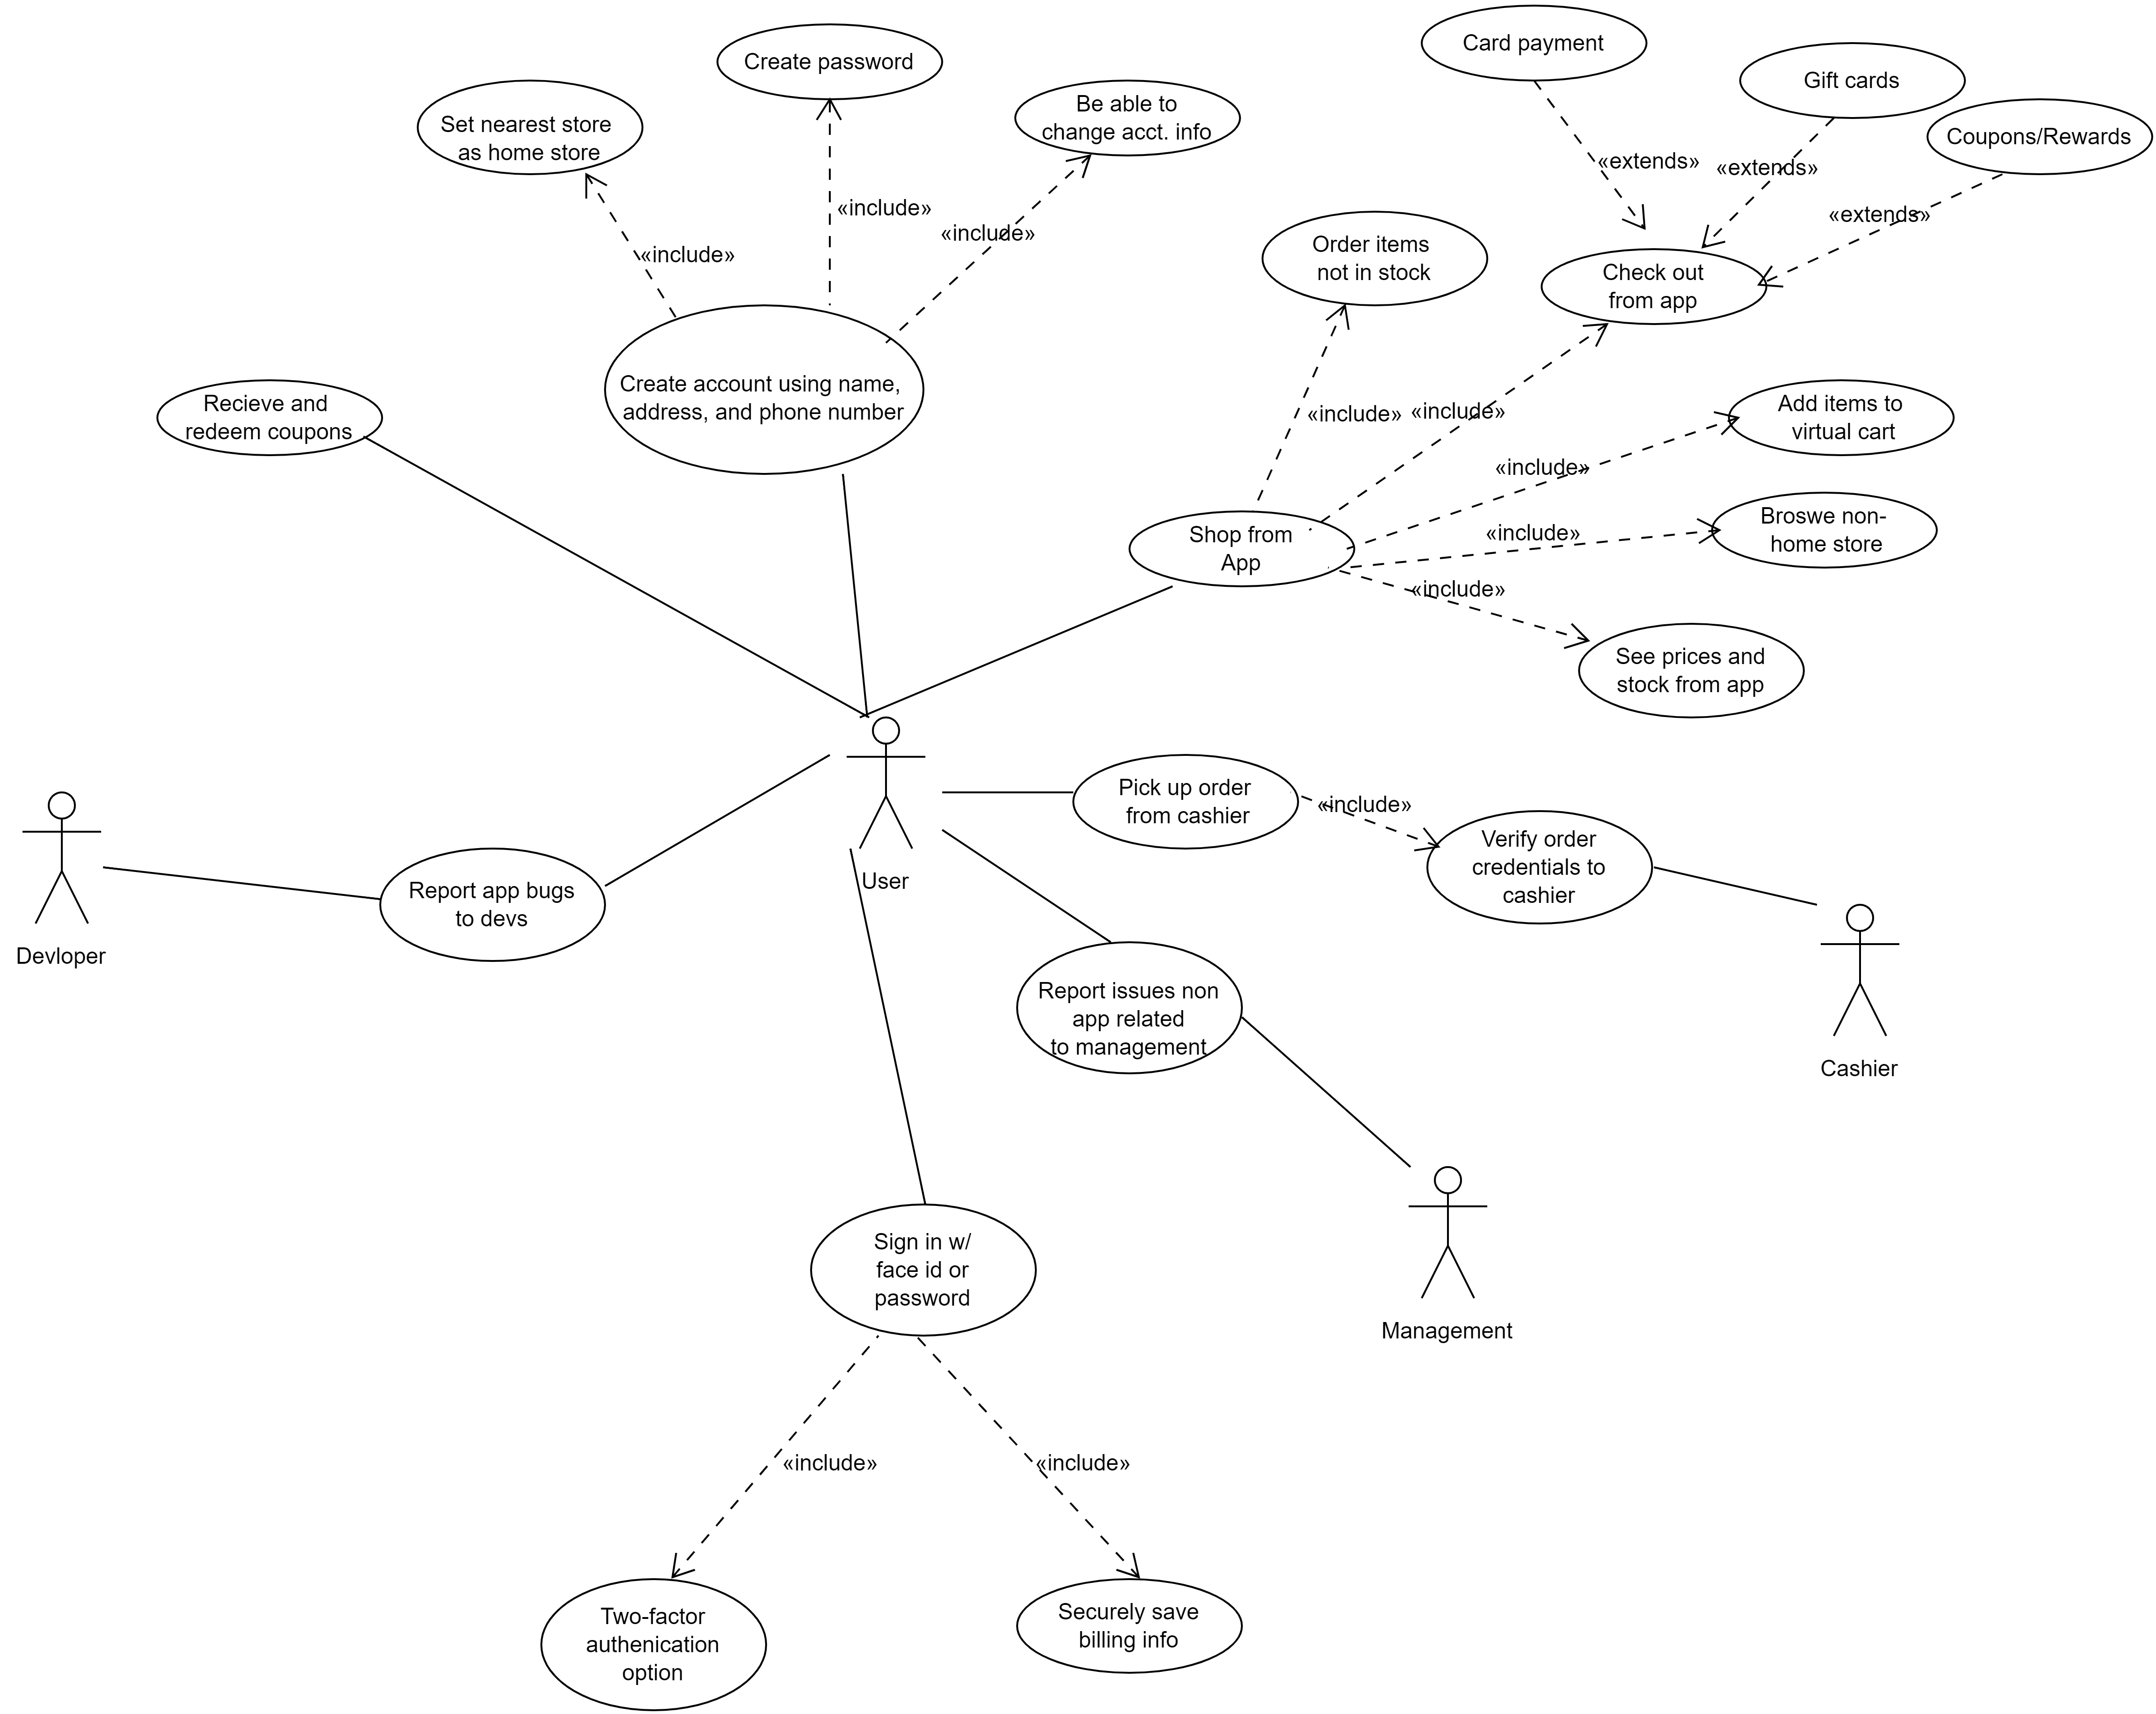 Card payment
Create password
Gift cards
Be able to
change acct. info
Set nearest store
as home store
Coupons/Rewards
«extends»
«extends»
«include»
«extends»
«include»
«include»
Order items
not in stock
Check out
from app
Create account using name,
address, and phone number
Recieve and
redeem coupons
«include»
«include»
Add items to
virtual cart
«include»
Broswe non-
home store
«include»
Shop from
App
«include»
See prices and
stock from app
Pick up order
from cashier
«include»
Verify order
credentials to
cashier
User
Report app bugs
to devs
Devloper
Report issues non
app related
to management
Cashier
Sign in w/
face id or
password
Management
«include»
«include»
Two-factor
authenication
option
Securely save
billing info